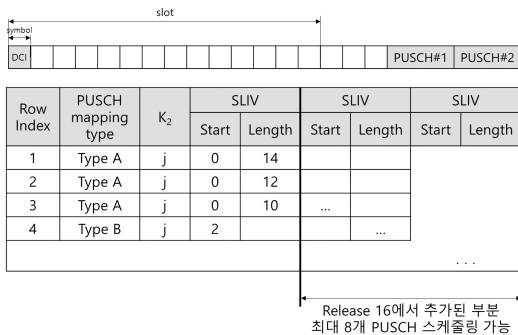 slot
symbol
DCI PUSCH#1 PUSCH#2
Row Index PUSCH mapping type K2 SLIV SLIV SLIV
Start Length Start Length Start Length
1 Type A j 0 14
2 Type A j 0 12
3 Type A j 0 10 ...
4 Type B j 2 ...
. . .
Release 16에서 추가된 부분
최대 8개 PUSCH 스케줄링 가능